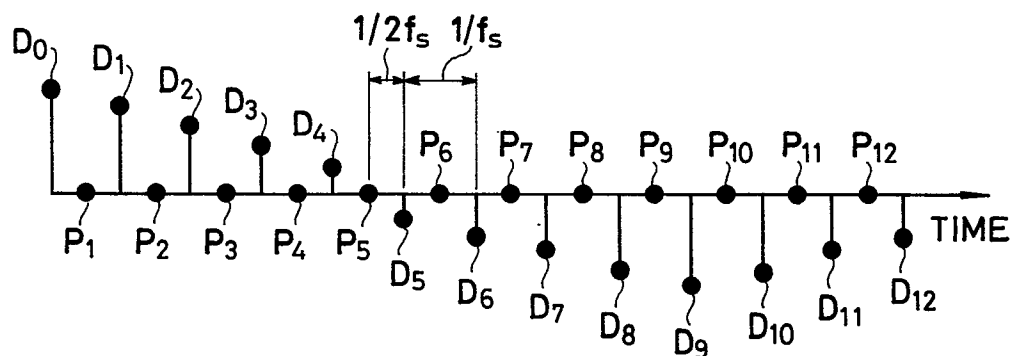 1/2fs 1/fs
D0 D1 D2 D3 D4
P6 P7 P8 P9 P10 P11 P12
P1 P2 P3 P4 P5
TIME
D5 D6 D7 D8 D9 D10 D11 D12